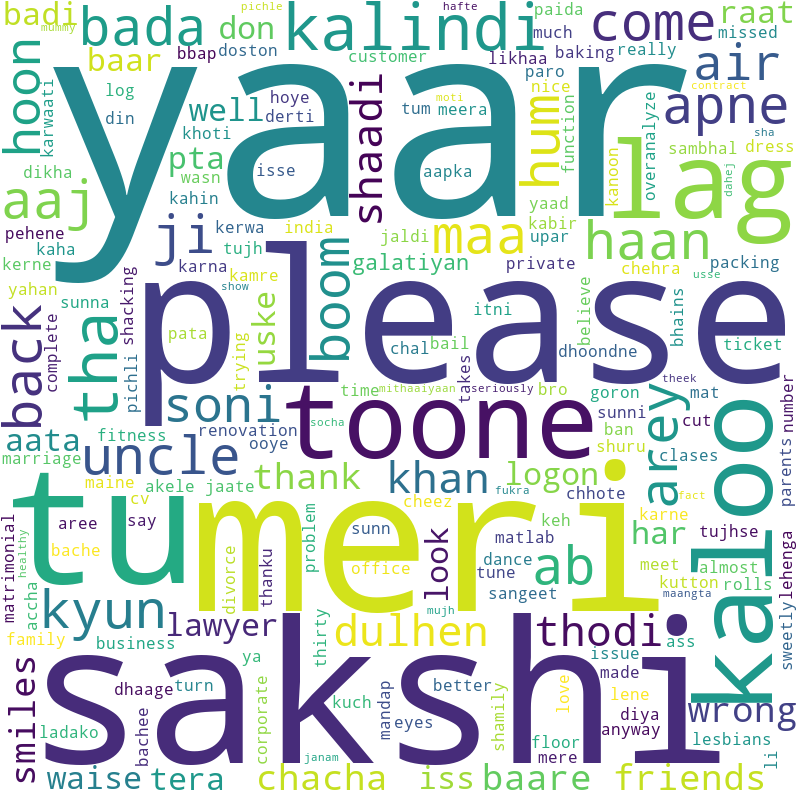 badi
pichle
hafte
mummy
bada
don
kalindi
paida
come
raat
baar
bbap
doston
customer
much
likhaa
baking
really
missed
hoon
karwaati
log
din
yaar
shaadi
paro
nice
air
well
hoye
derti
tum
meera
moti
contract
apne
sha
khoti
function
hum
overanalyze
kanoon
sambhal
dress
aaj
dikha
pta
wasn
isse
aapka
lag
dahej
kahin
yaad
kabir
pehene
kaha
ji
kerwa
india
maa
upar
haan
kerne
tujh
boom
jaldi
yahan
karna
kamre
galatiyan
private
chehra
packing
sunna
show
please
usse
back
complete
tha
shacking
pichli
uske
itni
believe
bhains
ticket
pata
trying
chal
bail
dhoondne
theek
soni
time
mithaaiyaan
takes
seriously
bro
goron
arey
mat
number
parents
aata
fitness
renovation
socha
toone
sunni
cut
kaloo
marriage
uncle
ooye
ban
shuru
clases
maine
akele
jaate
thank
khan
logon
cv
cheez
fukra
chhote
karne
fact
matrimonial
tu
aree
say
meri
sunn
keh
har
tujhse
healthy
bache
problem
matlab
divorce
office
look
dance
tune
ab
meet
almost
thanku
sangeet
kutton
rolls
accha
maangta
kyun
lawyer
mujh
dulhen
thodi
sweetly
lehenga
family
business
ya
thirty
issue
ass
sakshi
smiles
dhaage
turn
better
made
ladako
bachee
corporate
kuch
mandap
eyes
shamily
love
lene
diya
wrong
janam
floor
mere
anyway
lesbians
li
waise
tera
chacha
iss
baare
friends